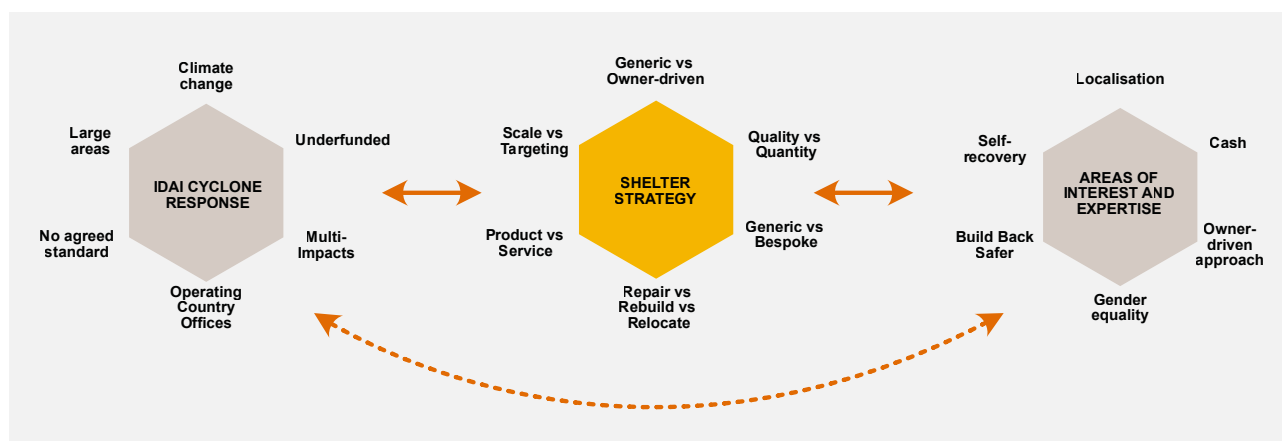 Climate
change
Large
areas
Underfunded
IDAI CYCLONE
RESPONSE
No agreed
standard
Multi-
Impacts
Operating
Country
Offices
Generic vs
Owner-driven
Scale vs
Targeting
Quality vs
Quantity
SHELTER
STRATEGY
Product vs
Service
Generic vs
Bespoke
Repair vs
Rebuild vs
Relocate
Localisation
Self-
recovery
Cash
AREAS OF
INTEREST AND
EXPERTISE
Build Back
Safer
Owner-
driven
approach
Gender
equality